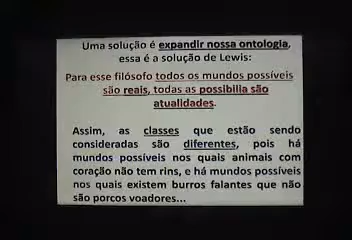 Uma solução é expandir nossa ontologia,
essa é a solução de Lewis:
Para esse filósofo todos os mundos possíveis
são reais, todas as possibilia são
atualidades.
Assim, as classes que estão sendo
consideradas são diferentes, pois há
mundos possíveis nos quais animais com
coração não tem rins, e há mundos possíveis
nos quais existem burros falantes que não
são porcos voadores...